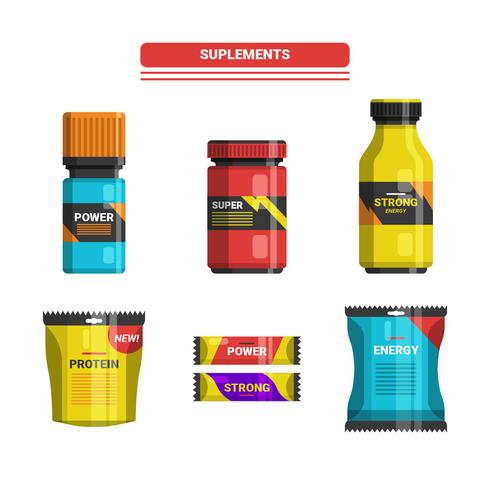 SUPLEMENTS
POWER
SUPER
STRONG
ENERGY
PROTEIN
NEW!
POWER
STRONG
ENERGY